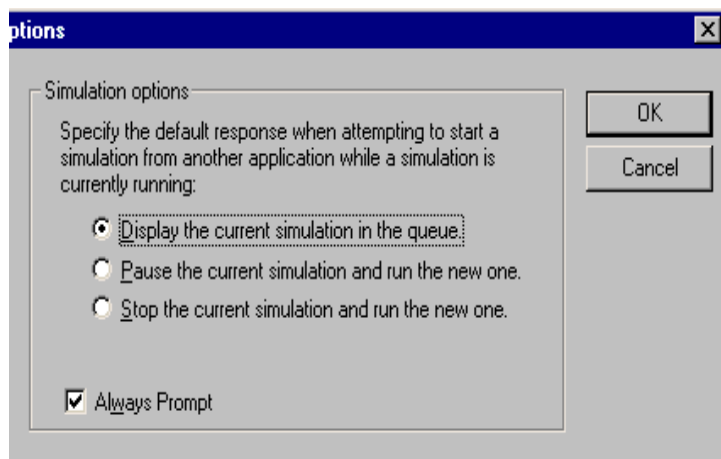 ptions
Simulation options
Specify the default response when attempting to start a
simulation from another application while a simulation is
currently running:
Display the current simulation in the queue.
Pause the current simulation and run the new one.
Stop the current simulation and run the new one.
Always Prompt
OK
Cancel